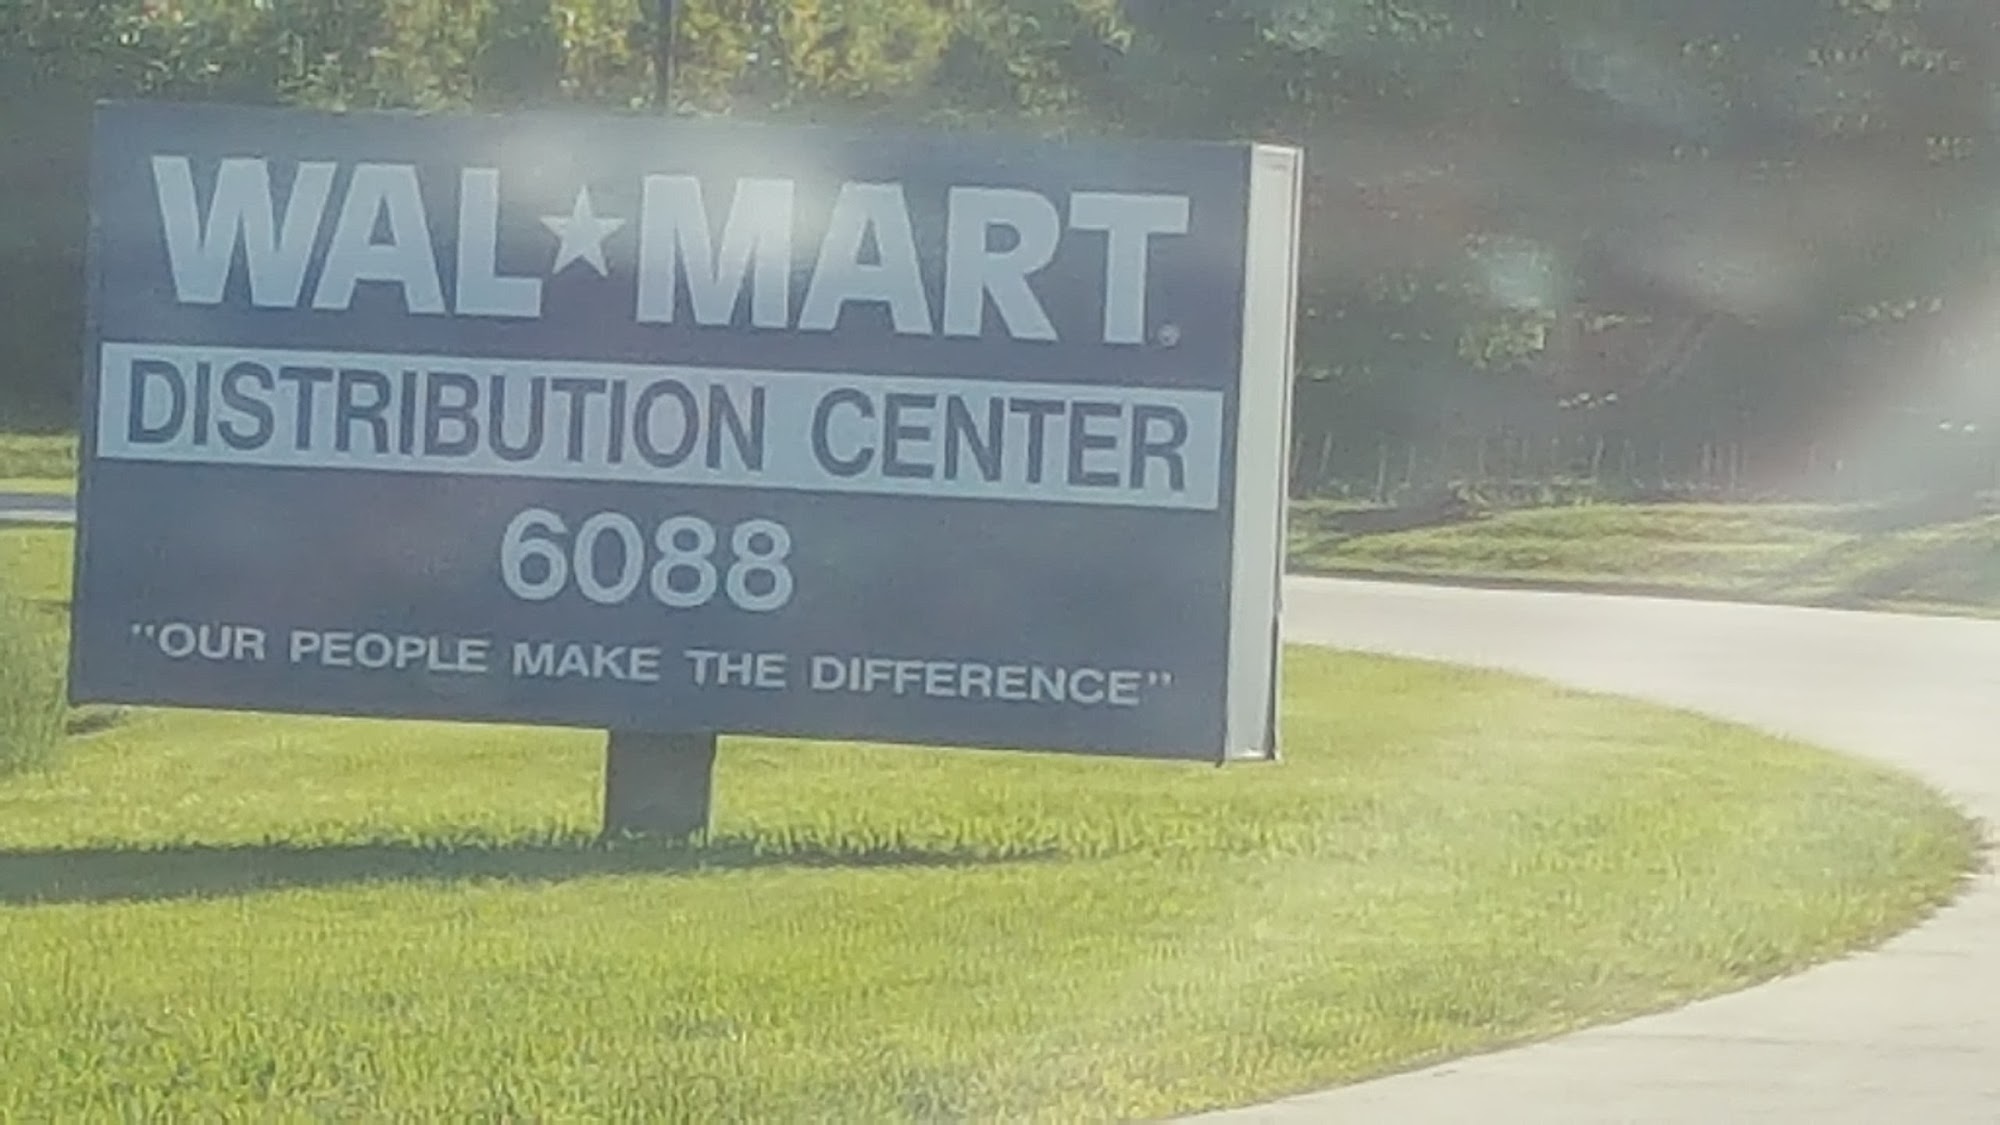 WAL★MART®
DISTRIBUTION CENTER
6088
"OUR PEOPLE MAKE THE DIFFERENCE"